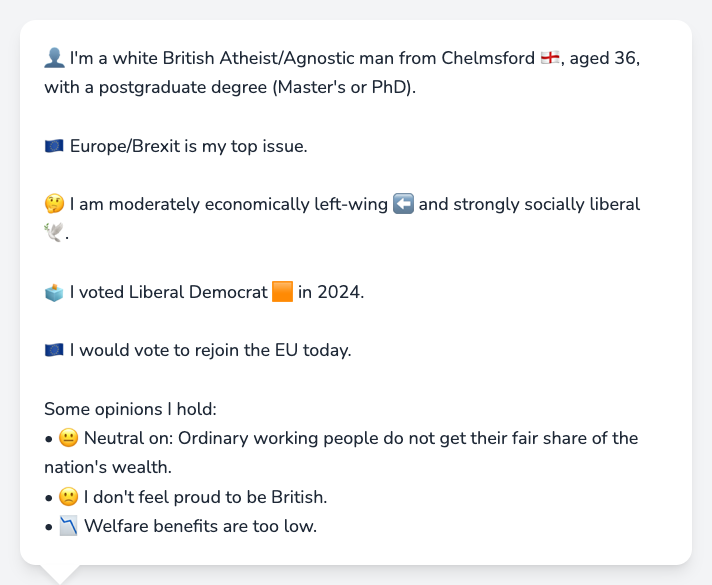 👤 I'm a white British Atheist/Agnostic man from Chelmsford 🏴󠁧󠁢󠁥󠁮󠁧󠁿, aged 36,
with a postgraduate degree (Master's or PhD).
🇪🇺 Europe/Brexit is my top issue.
🤔 I am moderately economically left-wing ⬅️ and strongly socially liberal
🕊️.
🗳️ I voted Liberal Democrat 🟧 in 2024.
🇪🇺 I would vote to rejoin the EU today.
Some opinions I hold:
• 😐 Neutral on: Ordinary working people do not get their fair share of the
nation's wealth.
• 🙁 I don't feel proud to be British.
• 📉 Welfare benefits are too low.